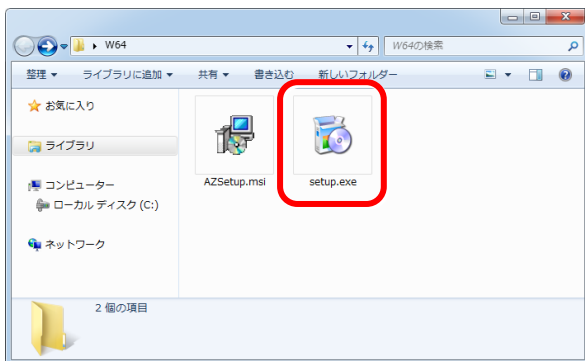 W64
W64の検索
整理 ライブラリに追加 共有 書き込む 新しいフォルダー
お気に入り
ライブラリ
コンピューター
ローカル ディスク (C:)
ネットワーク
AZSetup.msi
setup.exe
2 個の項目